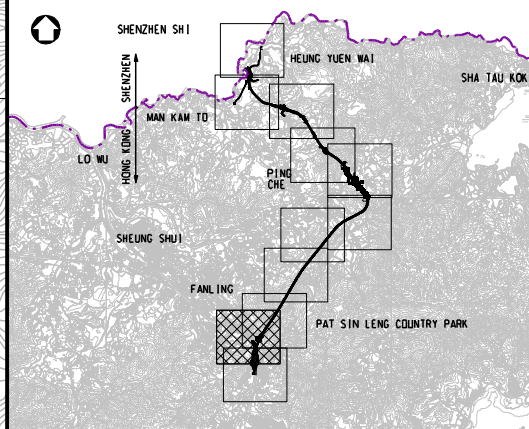 SHENZHEN SHI
HEUNG YUEN WAI
SHA TAU KOK
SHENZHEN
HONG KONG
MAN KAM TO
LO WU
PING
CHE
SHEUNG SHUI
FANLING
PAT SIN LENG COUNTRY PARK